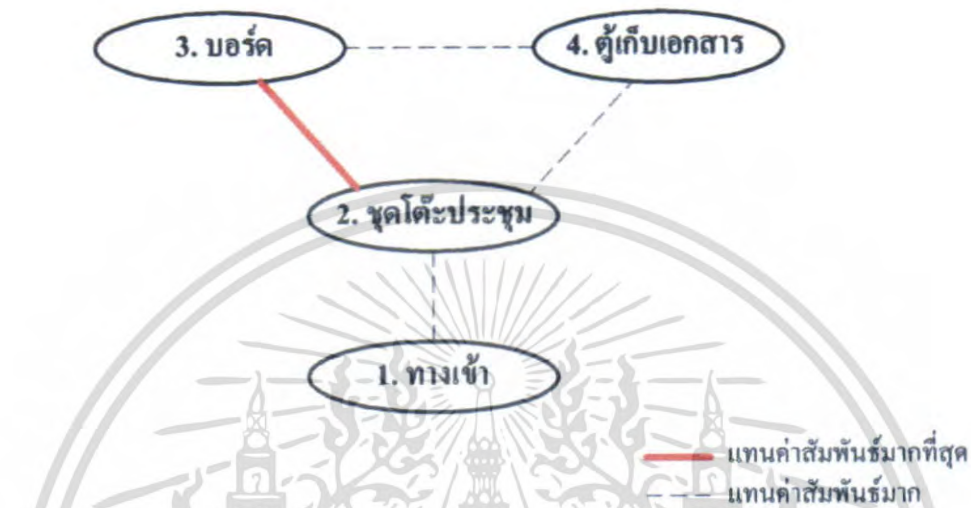 3. บอร์ด
4. ตู้เก็บเอกสาร
2. ชุดโต๊ะประชุม
1. ทางเข้า
แทนค่าสัมพันธ์มากที่สุด
แทนค่าสัมพันธ์มาก